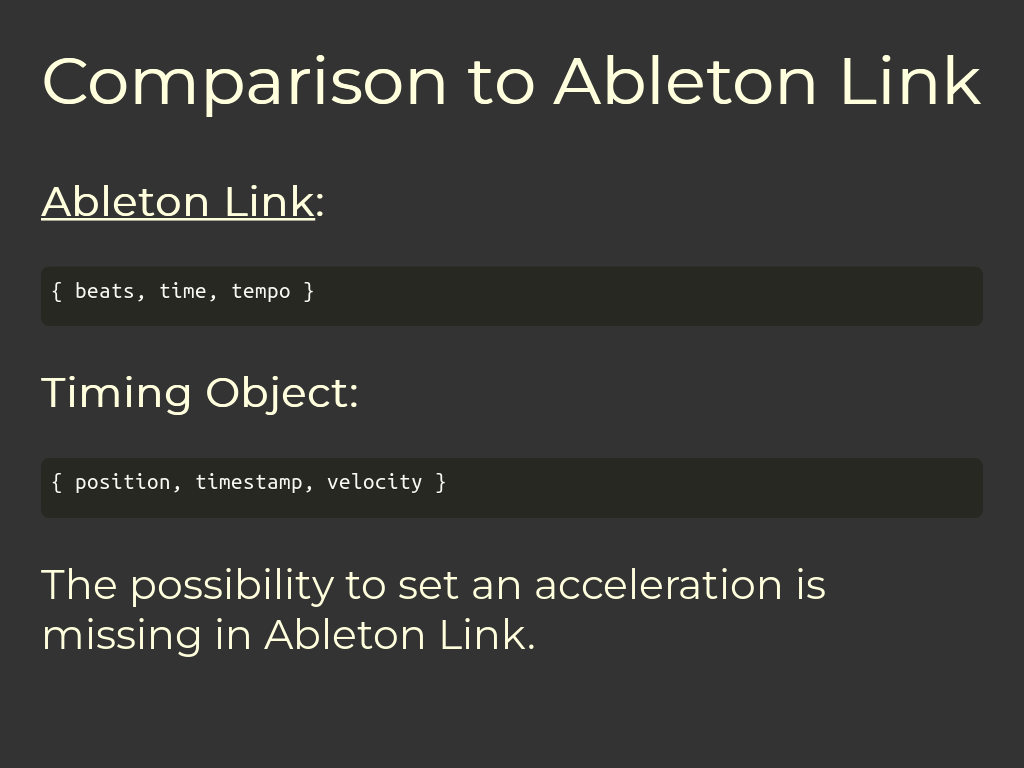 Comparison to Ableton Link
Ableton Link:
{ beats, time, tempo }
Timing Object:
{ position, timestamp, velocity }
The possibility to set an acceleration is
missing in Ableton Link.